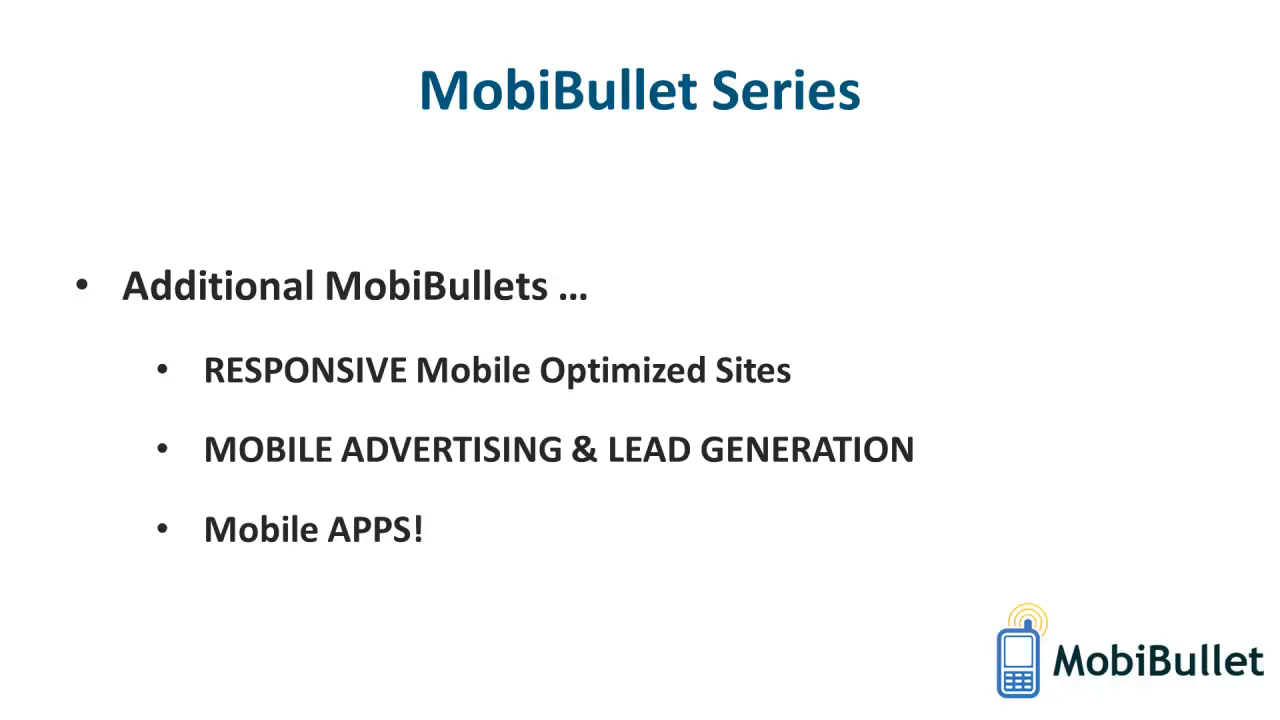 MobiBullet Series
• Additional MobiBullets ...
• RESPONSIVE Mobile Optimized Sites
• MOBILE ADVERTISING & LEAD GENERATION
• Mobile APPS!
MobiBullet